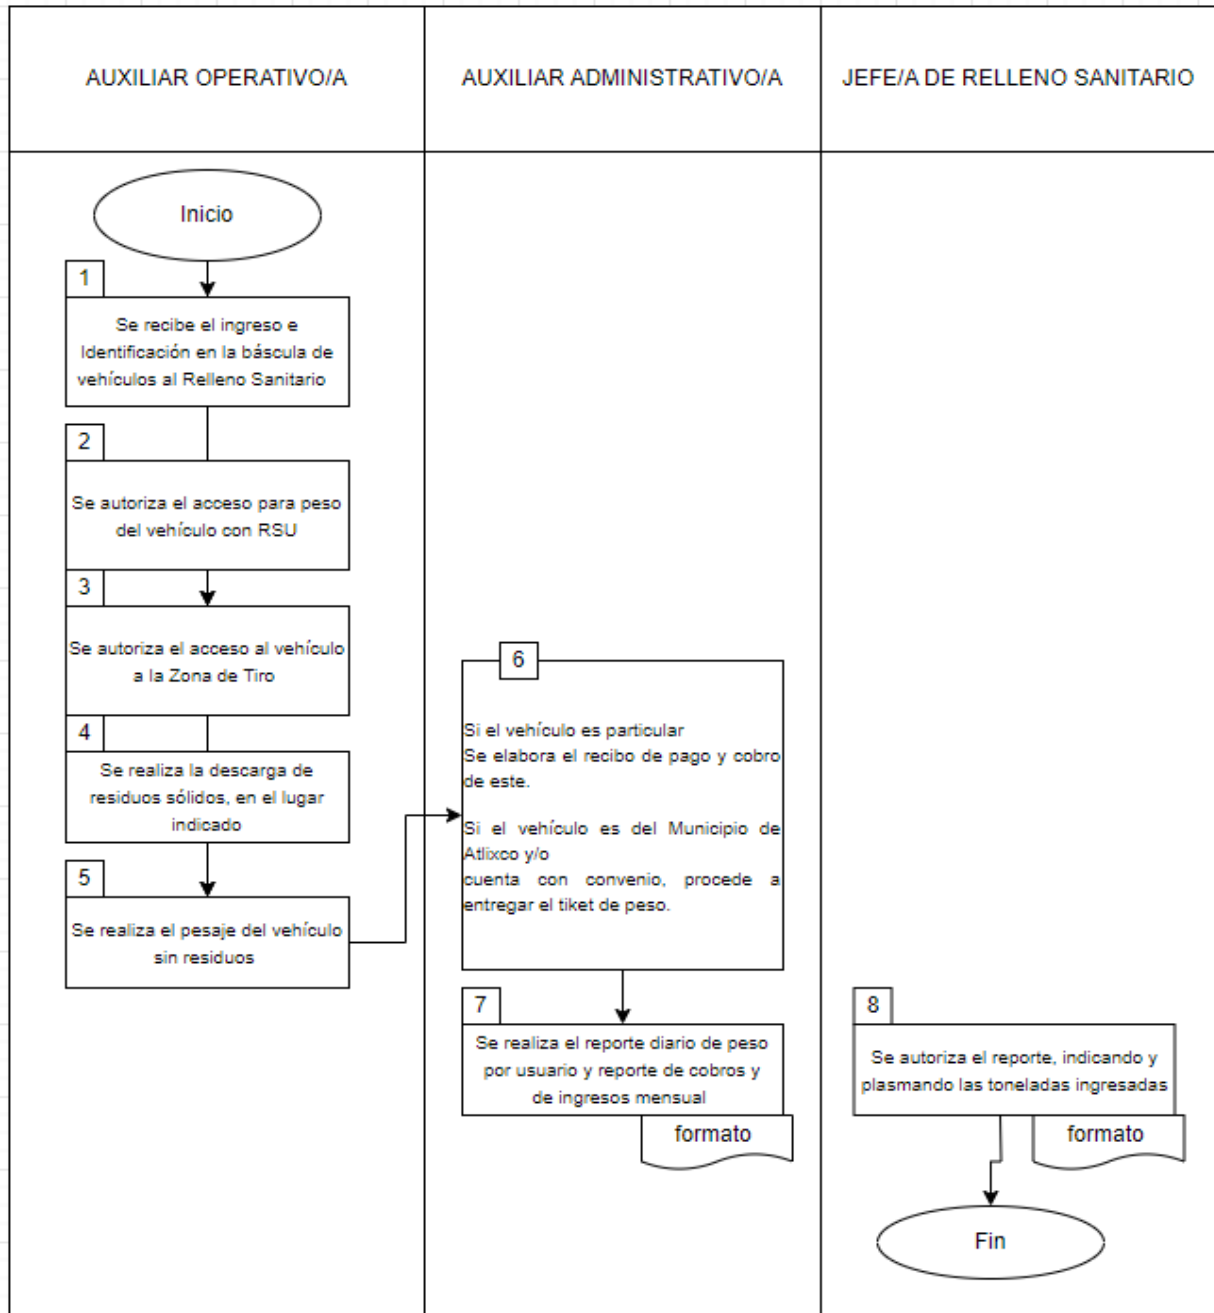 AUXILIAR OPERATIVO/A
AUXILIAR ADMINISTRATIVO/A
JEFE/A DE RELLENO SANITARIO
Inicio
1
Se recibe el ingreso e
Identificación en la báscula de
vehículos al Relleno Sanitario
2
Se autoriza el acceso para peso
del vehículo con RSU
3
Se autoriza el acceso al vehículo
a la Zona de Tiro
4
Se realiza la descarga de
residuos sólidos, en el lugar
indicado
5
Se realiza el pesaje del vehículo
sin residuos
6
Si el vehículo es particular
Se elabora el recibo de pago y cobro
de este.
Si el vehículo es del Municipio de
Atlixco y/o
cuenta con convenio, procede a
entregar el tiket de peso.
7
Se realiza el reporte diario de peso
por usuario y reporte de cobros y
de ingresos mensual
formato
8
Se autoriza el reporte, indicando y
plasmando las toneladas ingresadas
formato
Fin